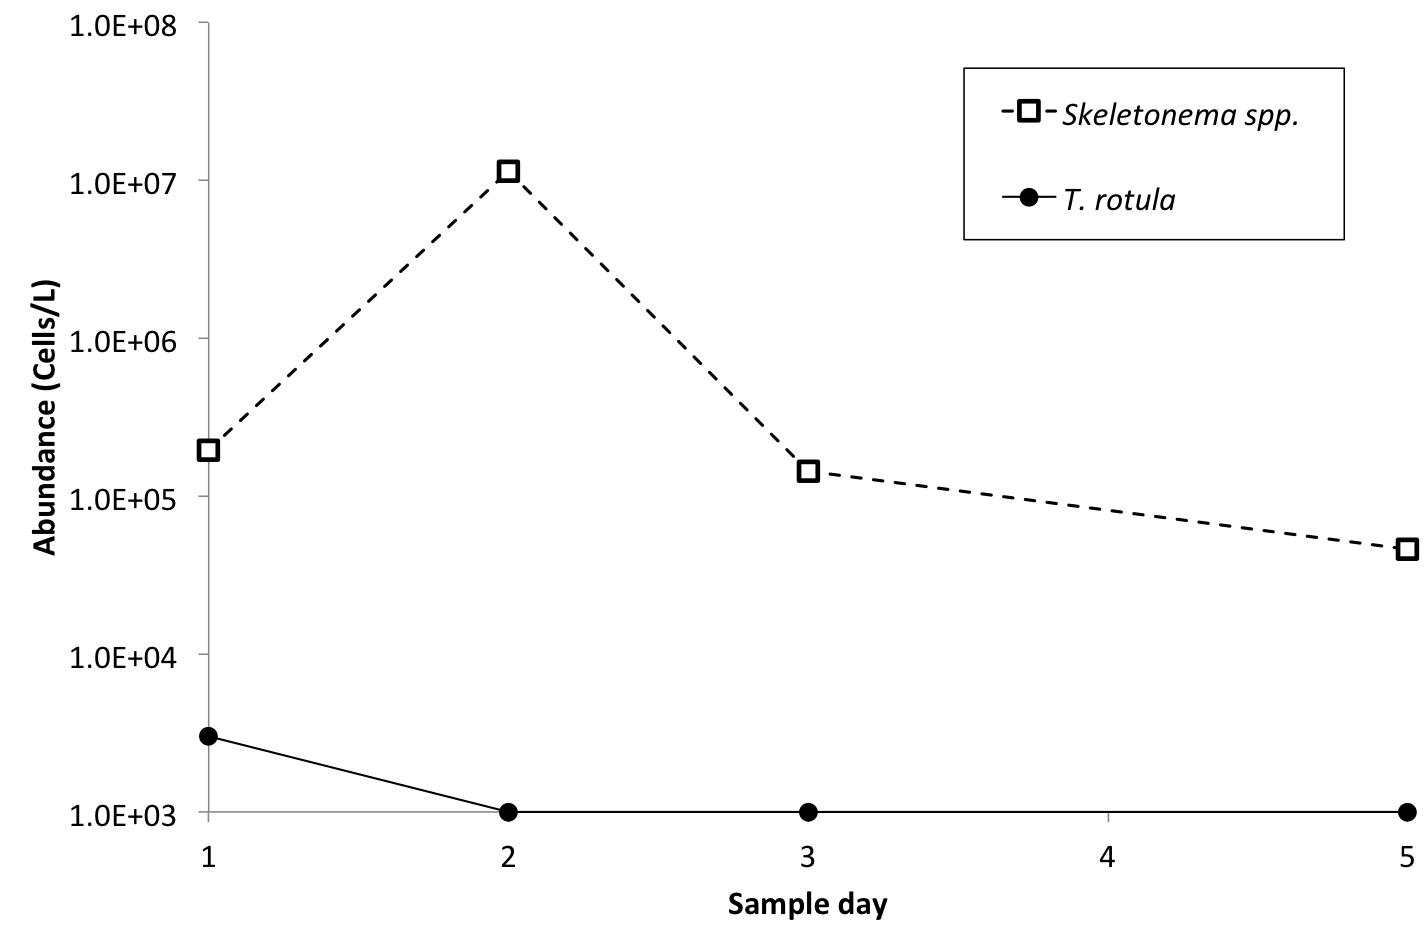 1.0E+08
1.0E+07
1.0E+06
1.0E+05
1.0E+04
1.0E+03
Abundance (Cells/L)
Skeletonema spp.
T. rotula
1 2 3 4 5
Sample day